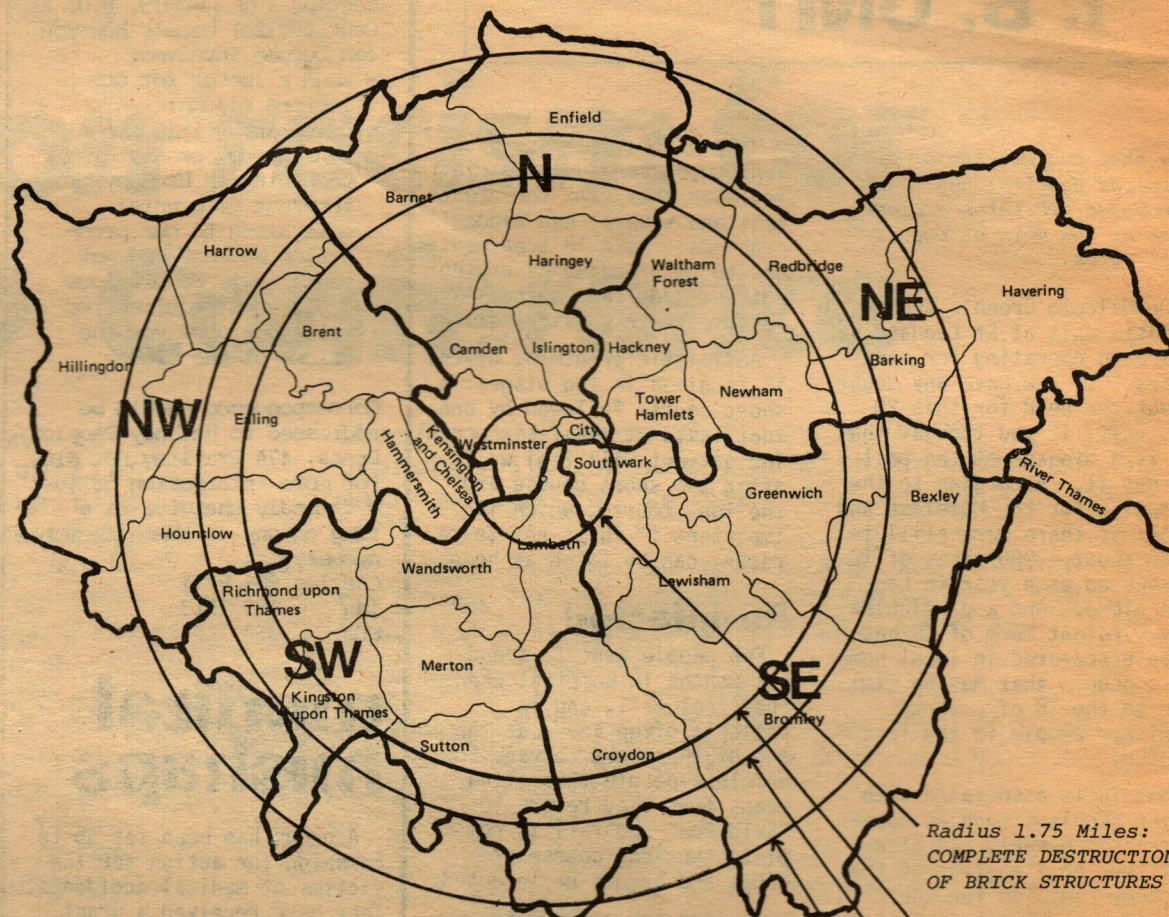 Enfield
N
Barnet
Harrow
Haringey
Waltham
Forest
Redbridge
NE
Havering
Brent
Camden
Islington
Hackney
Barking
Hillingdon
Newham
Tower
Hamlets
NW
Ealing
Kensington
and Chelsea
Hammersmith
Westminster
City
Southwark
Greenwich
Bexley
River Thames
Hounslow
Lambeth
Wandsworth
Lewisham
Richmond upon
Thames
SW
Merton
SE
Kingston
upon Thames
Bromley
Sutton
Croydon
Radius 1.75 Miles:
COMPLETE DESTRUCTION
OF BRICK STRUCTURES